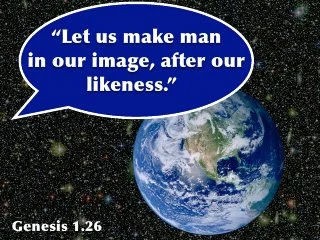 “Let us make man
in our image, after our
likeness.”
Genesis 1.26